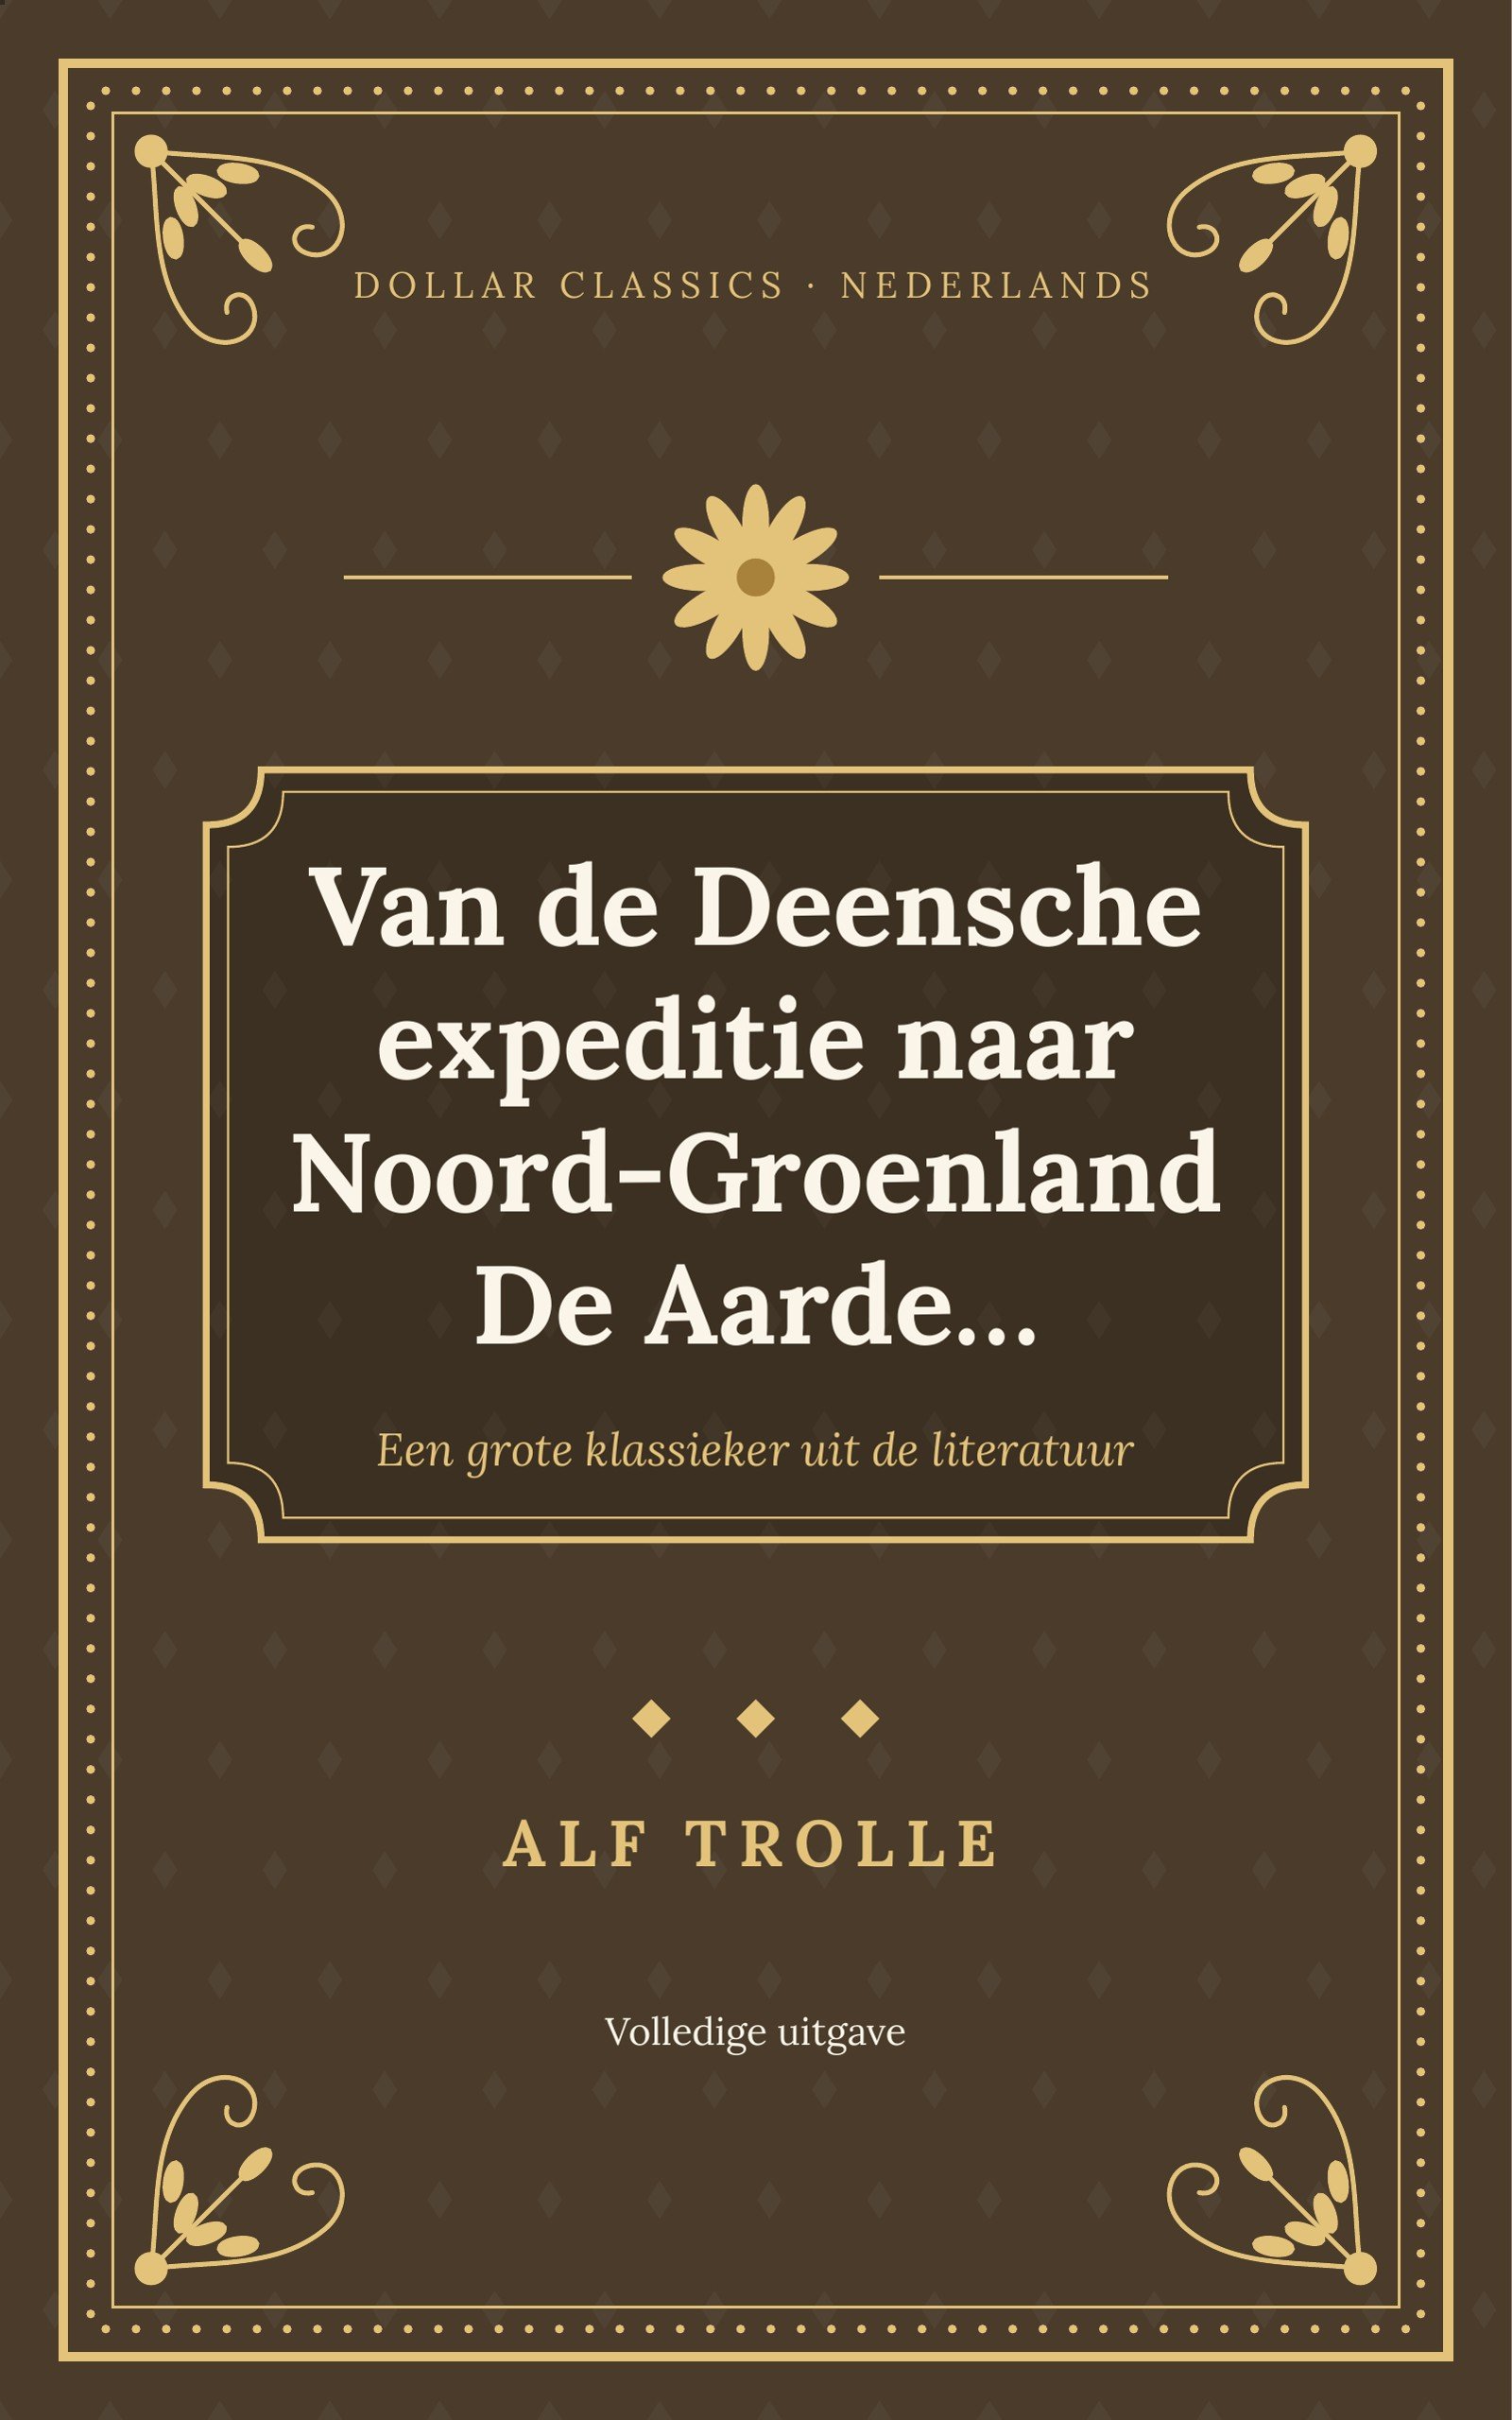 DOLLAR CLASSICS · NEDERLANDS
Van de Deensche
expeditie naar
Noord-Groenland
De Aarde...
Een grote klassieker uit de literatuur
ALF TROLLE
Volledige uitgave